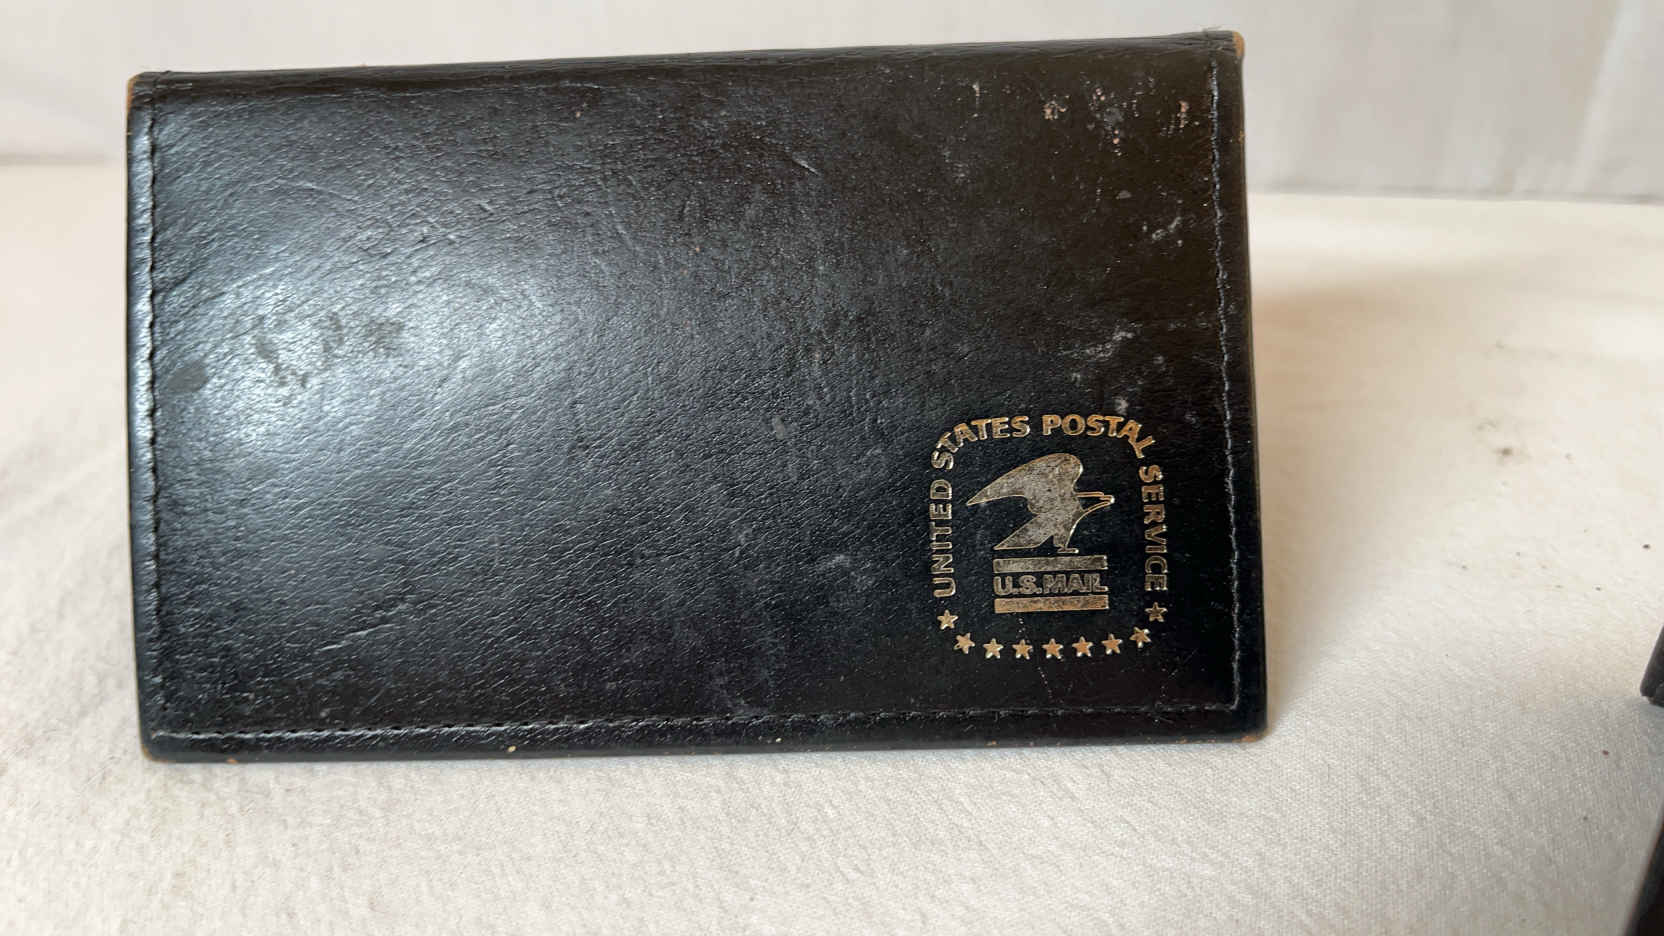 UNITED STATES POSTAL SERVICE
U.S.MAIL